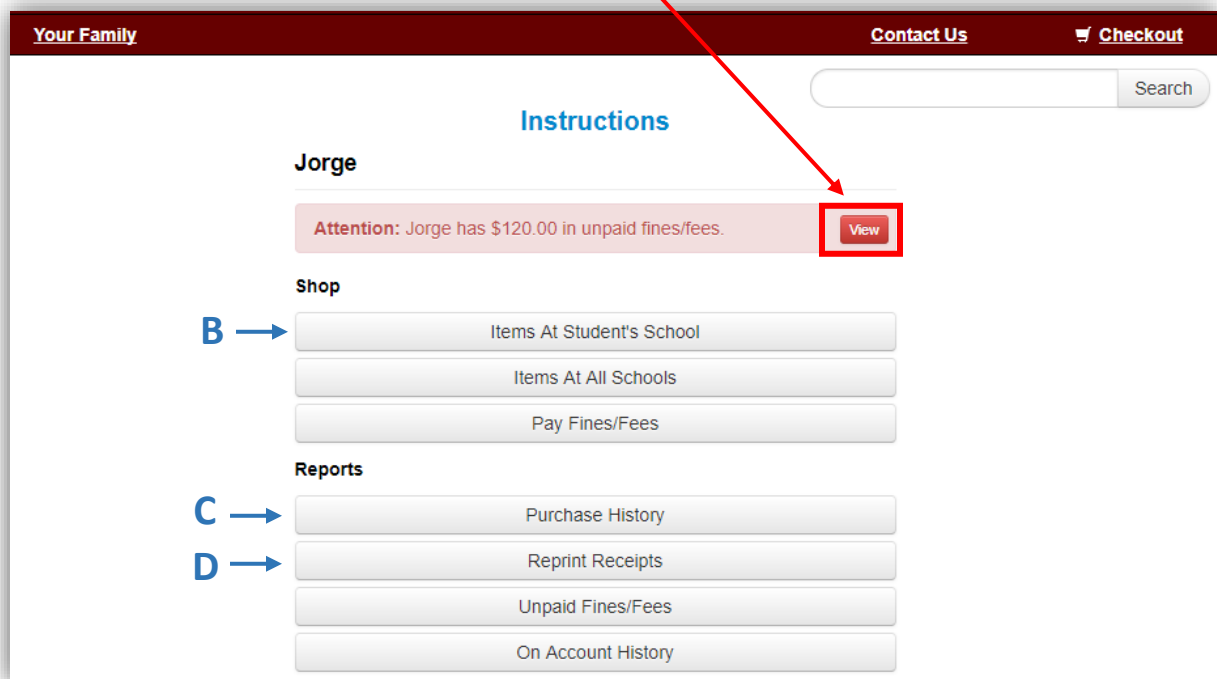 Your Family Contact Us Checkout
Search
Instructions
Jorge
Attention: Jorge has $120.00 in unpaid fines/fees. View
Shop
B Items At Student's School
Items At All Schools
Pay Fines/Fees
Reports
C Purchase History
D Reprint Receipts
Unpaid Fines/Fees
On Account History